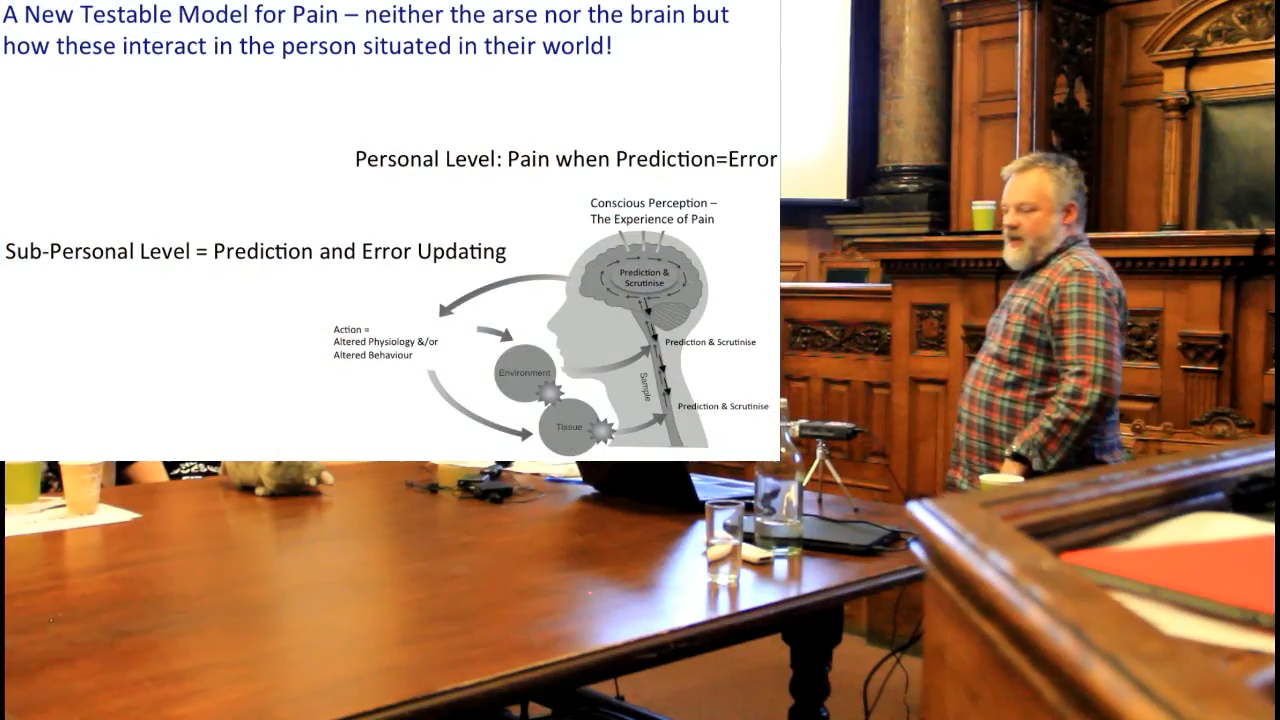 A New Testable Model for Pain – neither the arse nor the brain but
how these interact in the person situated in their world!
Personal Level: Pain when Prediction=Error
Conscious Perception –
The Experience of Pain
Sub-Personal Level = Prediction and Error Updating
Prediction &
Scrutinise
Action =
Altered Physiology &/or
Altered Behaviour
Prediction & Scrutinise
Environment
Sample
Prediction & Scrutinise
Tissue